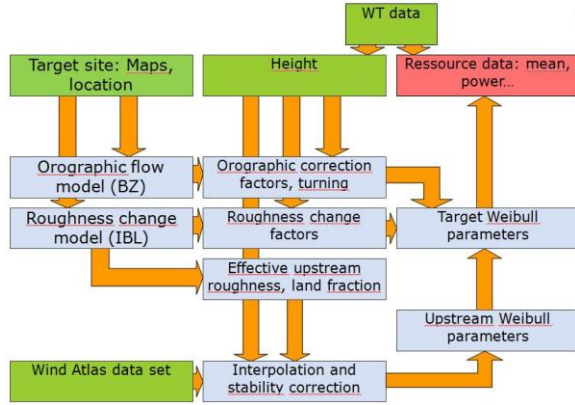 WT data
Target site: Maps,
location
Height
Ressource data: mean,
power...
Orographic flow
model (BZ)
Orographic correction
factors, turning
Roughness change
model (IBL)
Roughness change
factors
Target Weibull
parameters
Effective upstream
roughness, land fraction
Upstream Weibull
parameters
Wind Atlas data set
Interpolation and
stability correction